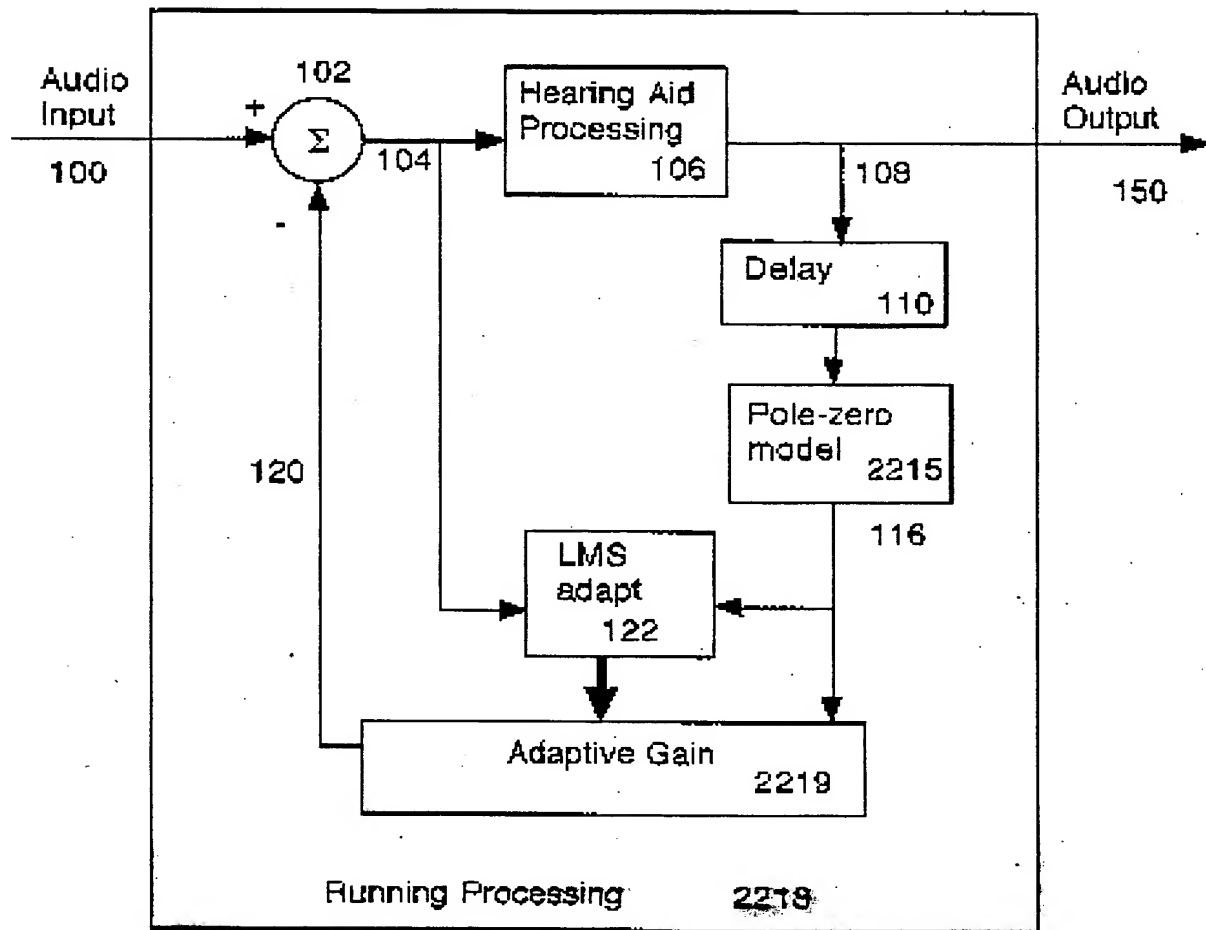 Audio
Input
100
+
102
Σ
-
104
Hearing Aid
Processing
106
108
Audio
Output
150
Delay
110
Pole-zero
model
2215
116
120
LMS
adapt
122
Adaptive Gain
2219
Running Processing